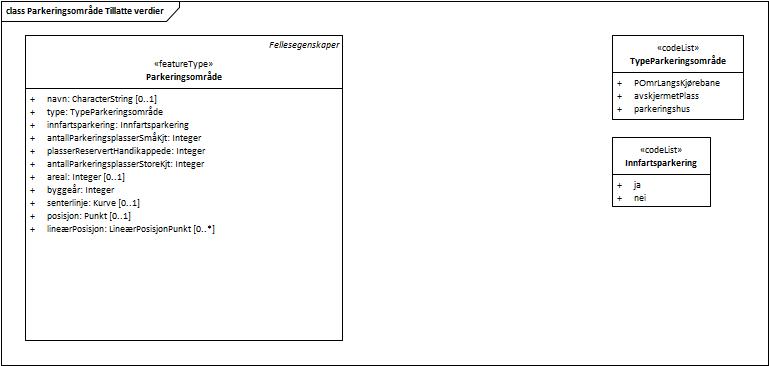 class Parkeringsområde Tillatte verdier
Fellesegenskaper
«featureType»
Parkeringsområde
+ navn: CharacterString [0..1]
+ type: TypeParkeringsområde
+ innfartsparkering: Innfartsparkering
+ antallParkeringsplasserSmåKjt: Integer
+ plasserReservertHandikappede: Integer
+ antallParkeringsplasserStoreKjt: Integer
+ areal: Integer [0..1]
+ byggeår: Integer
+ senterlinje: Kurve [0..1]
+ posisjon: Punkt [0..1]
+ lineærPosisjon: LineærPosisjonPunkt [0..*]
«codeList»
TypeParkeringsområde
+ POmrLangsKjørebane
+ avskjermetPlass
+ parkeringshus
«codeList»
Innfartsparkering
+ ja
+ nei